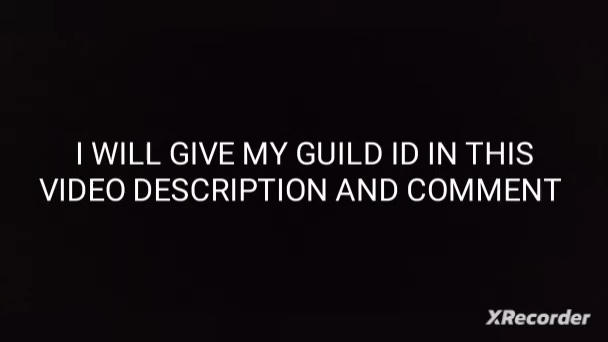 I WILL GIVE MY GUILD ID IN THIS
VIDEO DESCRIPTION AND COMMENT
XRecorder